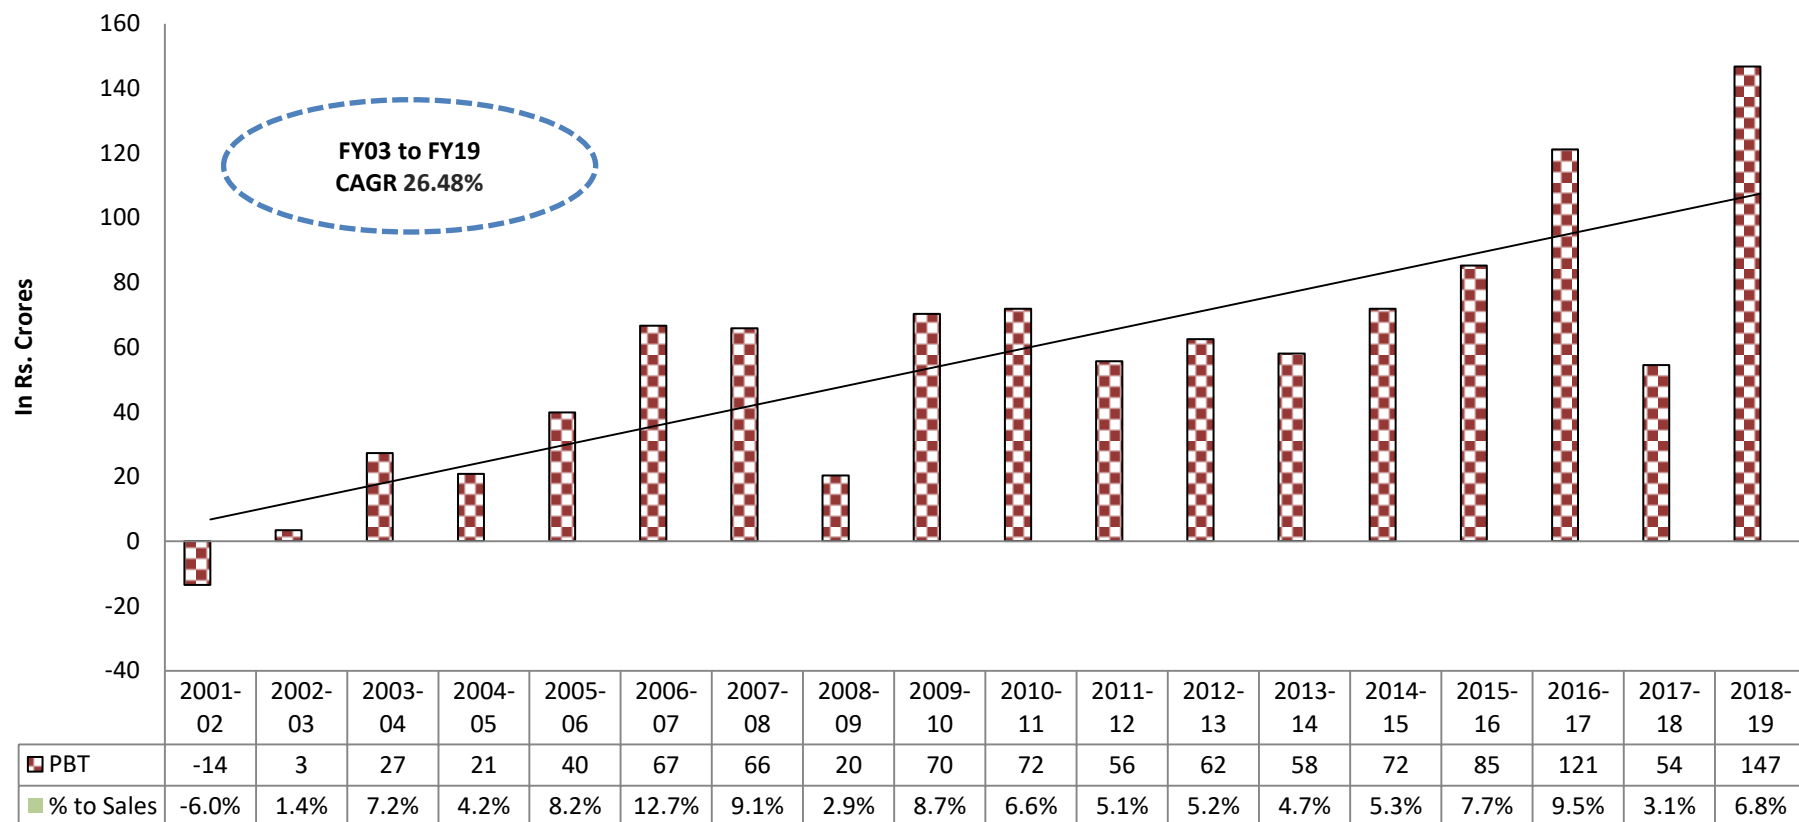 160
140
120
100
80
60
40
20
0
-20
-40
In Rs. Crores
FY03 to FY19
CAGR 26.48%
2001-02 2002-03 2003-04 2004-05 2005-06 2006-07 2007-08 2008-09 2009-10 2010-11 2011-12 2012-13 2013-14 2014-15 2015-16 2016-17 2017-18 2018-19
PBT -14 3 27 21 40 67 66 20 70 72 56 62 58 72 85 121 54 147
% to Sales -6.0% 1.4% 7.2% 4.2% 8.2% 12.7% 9.1% 2.9% 8.7% 6.6% 5.1% 5.2% 4.7% 5.3% 7.7% 9.5% 3.1% 6.8%